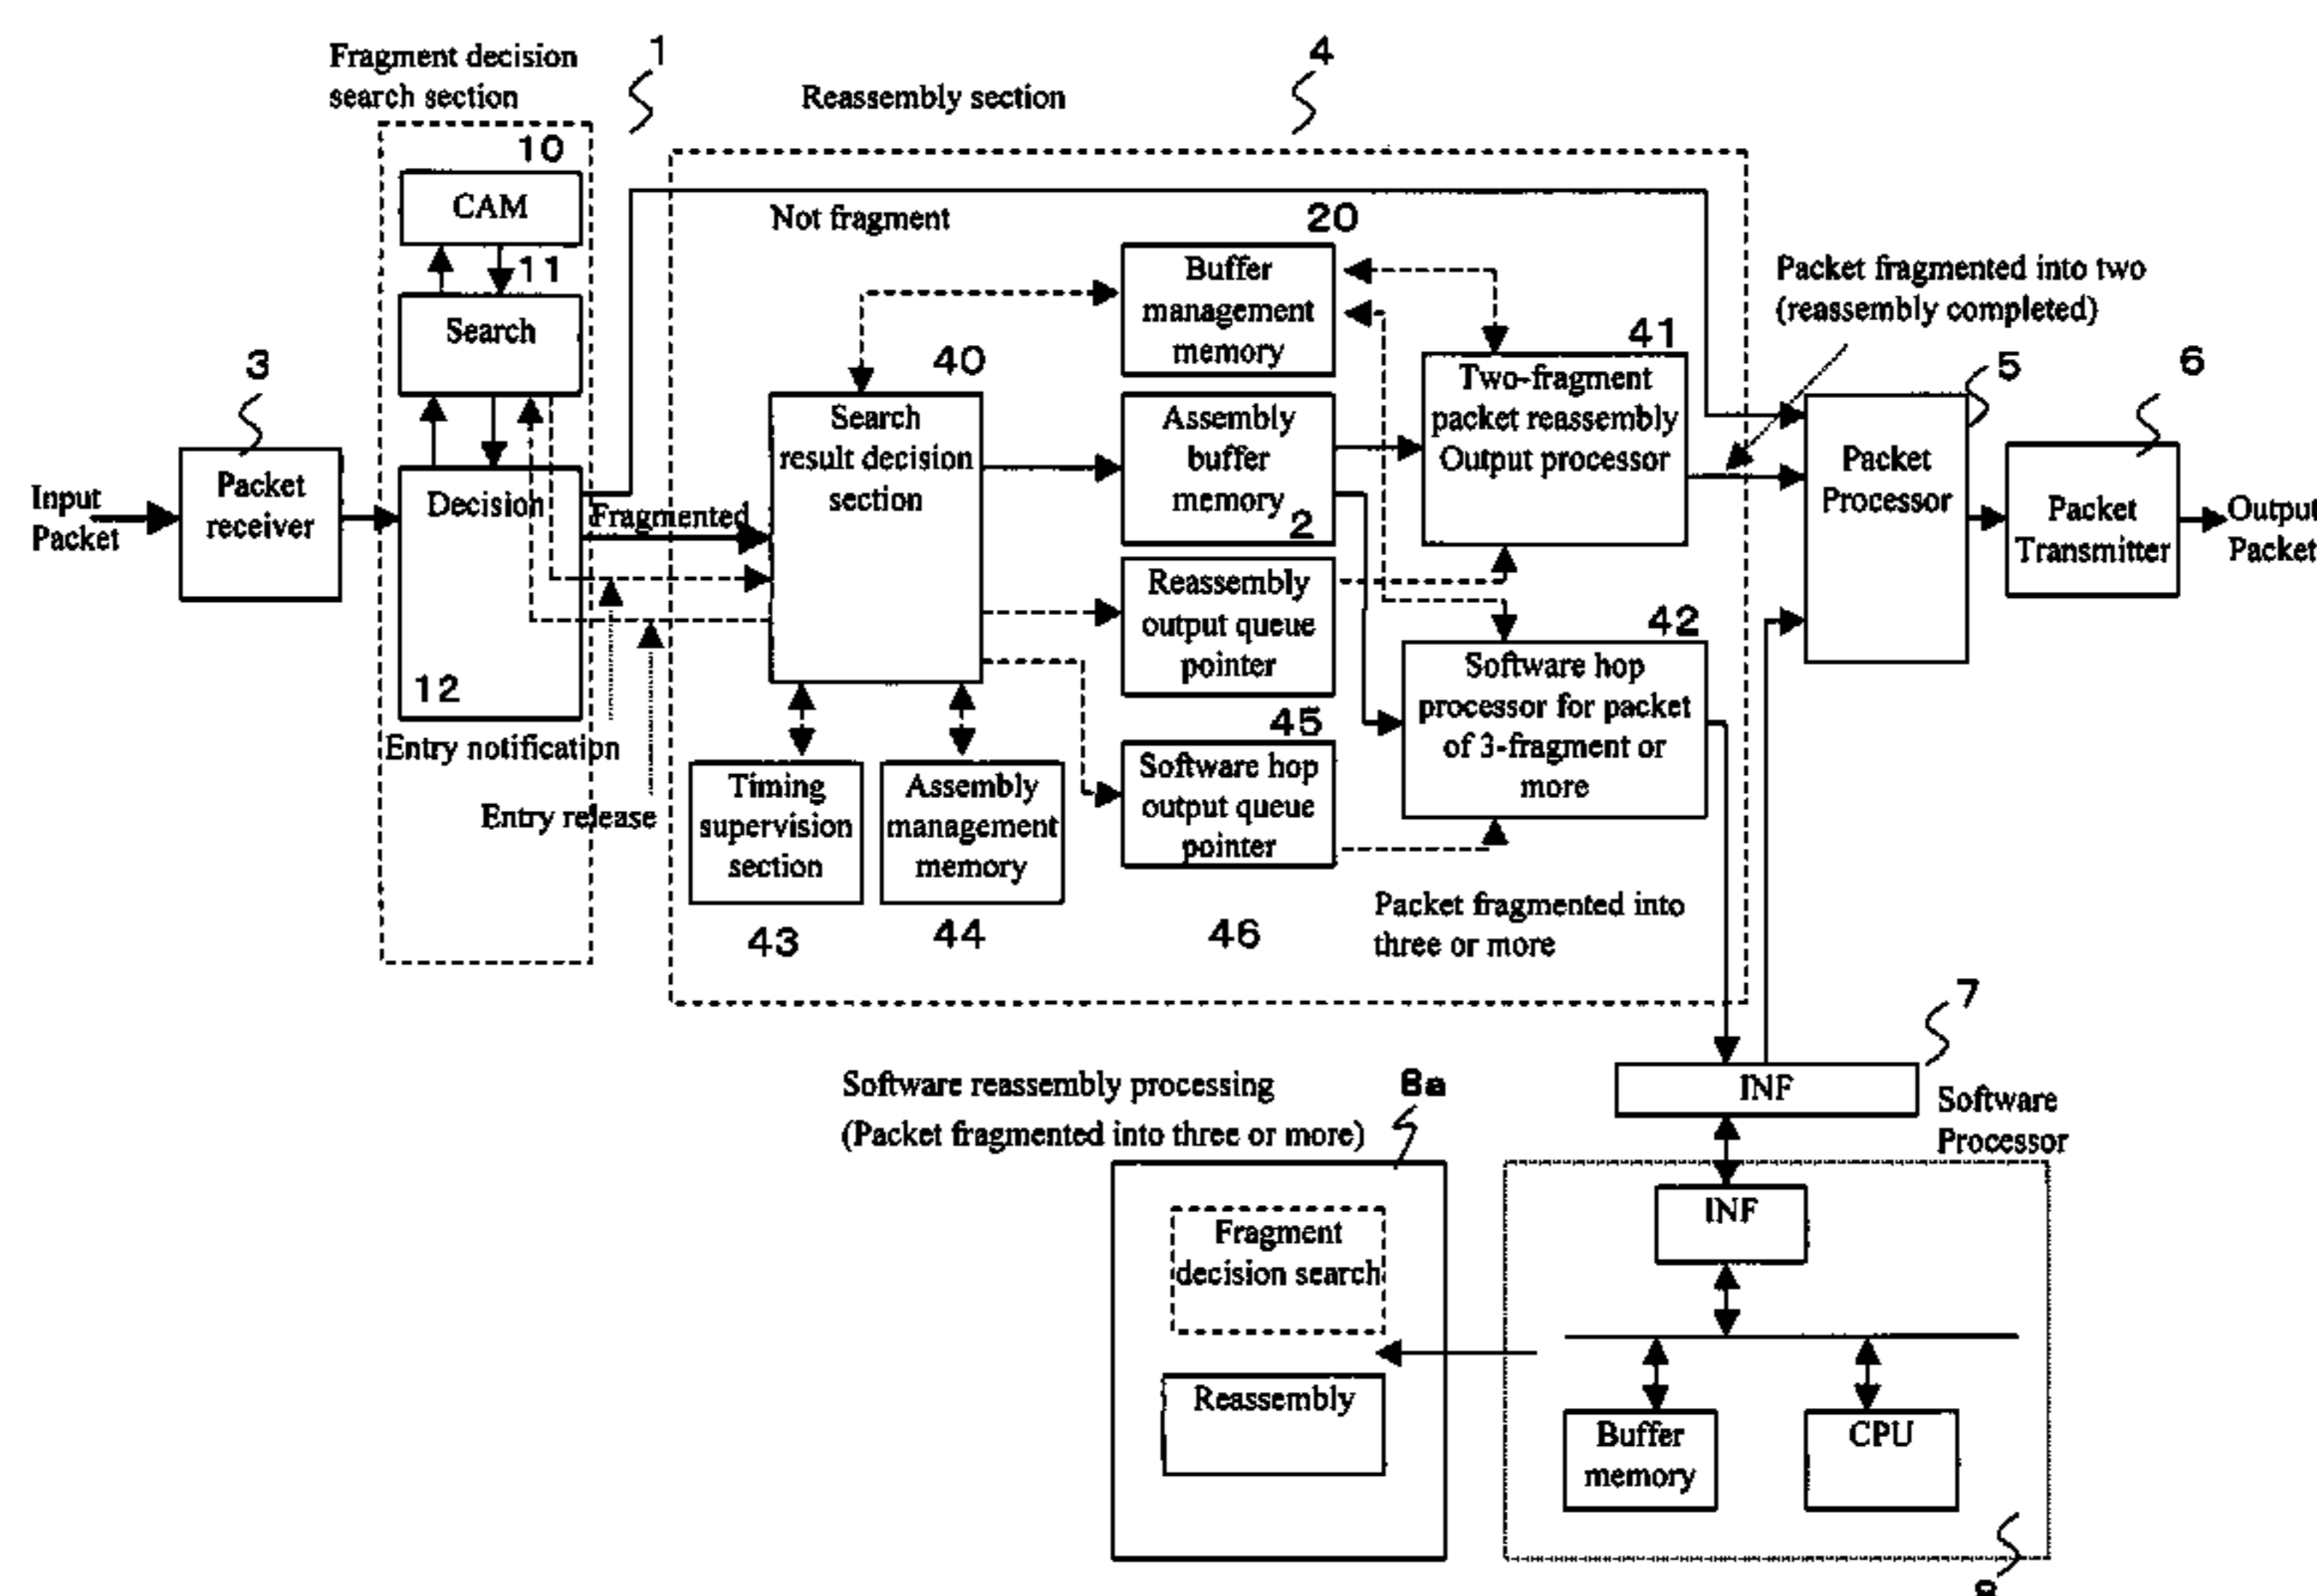 Fragment decision
search section
1
Reassembly section
4
10
CAM
Not fragment
20
11
Search
Buffer
management
memory
Packet fragmented into two
(reassembly completed)
3
40
41
5
6
Input
Packet
Packet
receiver
Decision
12
Fragmented
Search
result decision
section
Assembly
buffer
memory
2
Two-fragment
packet reassembly
Output processor
Packet
Processor
Packet
Transmitter
Output
Packet
Reassembly
output queue
pointer
42
Software hop
processor for packet
of 3-fragment or
more
45
Entry notification
Entry release
Timing
supervision
section
Assembly
management
memory
Software hop
output queue
pointer
43
44
46
Packet fragmented into
three or more
7
INF
Software
Processor
Software reassembly processing
(Packet fragmented into three or more)
8a
Fragment
decision search
Reassembly
INF
Buffer
memory
CPU
8